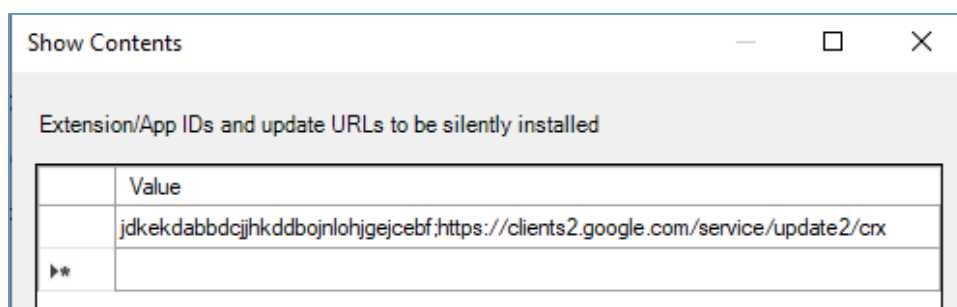 Show Contents
Extension/App IDs and update URLs to be silently installed
Value
jdkekdabbdcjjhkddbojnlohjgejcebf;https://clients2.google.com/service/update2/crx